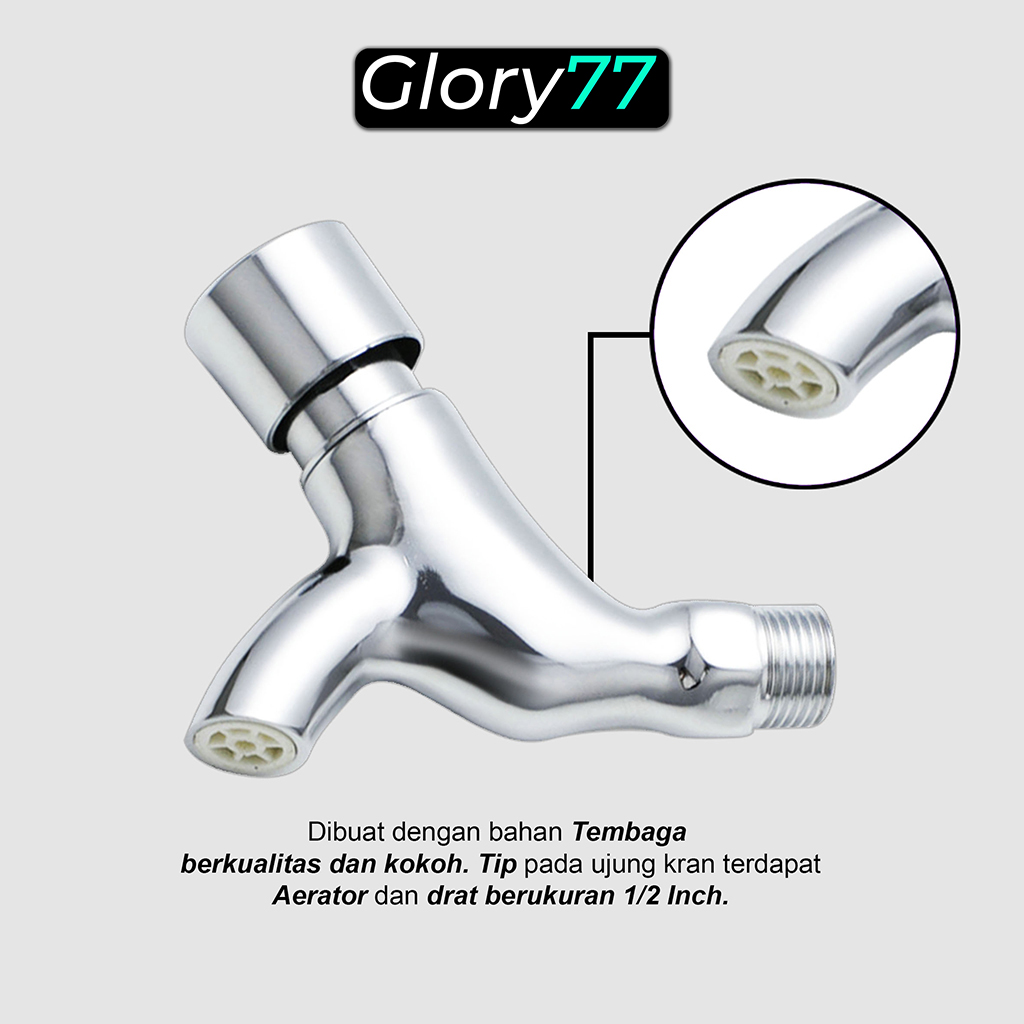 Glory77
Dibuat dengan bahan Tembaga
berkualitas dan kokoh. Tip pada ujung kran terdapat
Aerator dan drat berukuran 1/2 Inch.